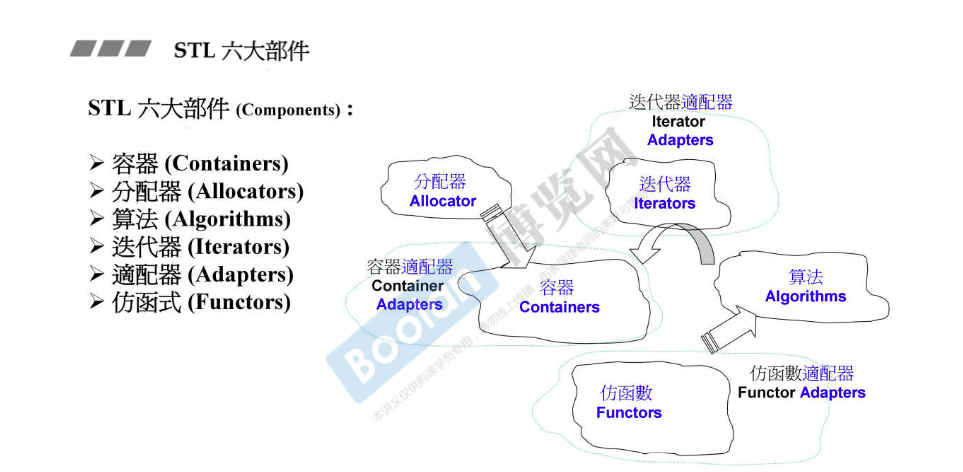 STL 六大部件
STL 六大部件 (Components) :
➢ 容器 (Containers)
➢ 分配器 (Allocators)
➢ 算法 (Algorithms)
➢ 迭代器 (Iterators)
➢ 適配器 (Adapters)
➢ 仿函式 (Functors)
迭代器適配器
Iterator
Adapters
分配器
Allocator
迭代器
Iterators
容器適配器
Container
Adapters
容器
Containers
算法
Algorithms
仿函數
Functors
仿函數適配器
Functor Adapters
Boolan 博览网